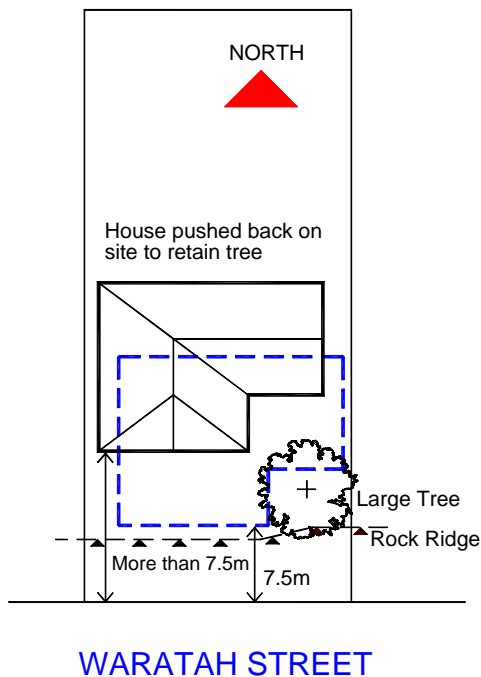 NORTH
House pushed back on
site to retain tree
Large Tree
Rock Ridge
More than 7.5m
7.5m
WARATAH STREET